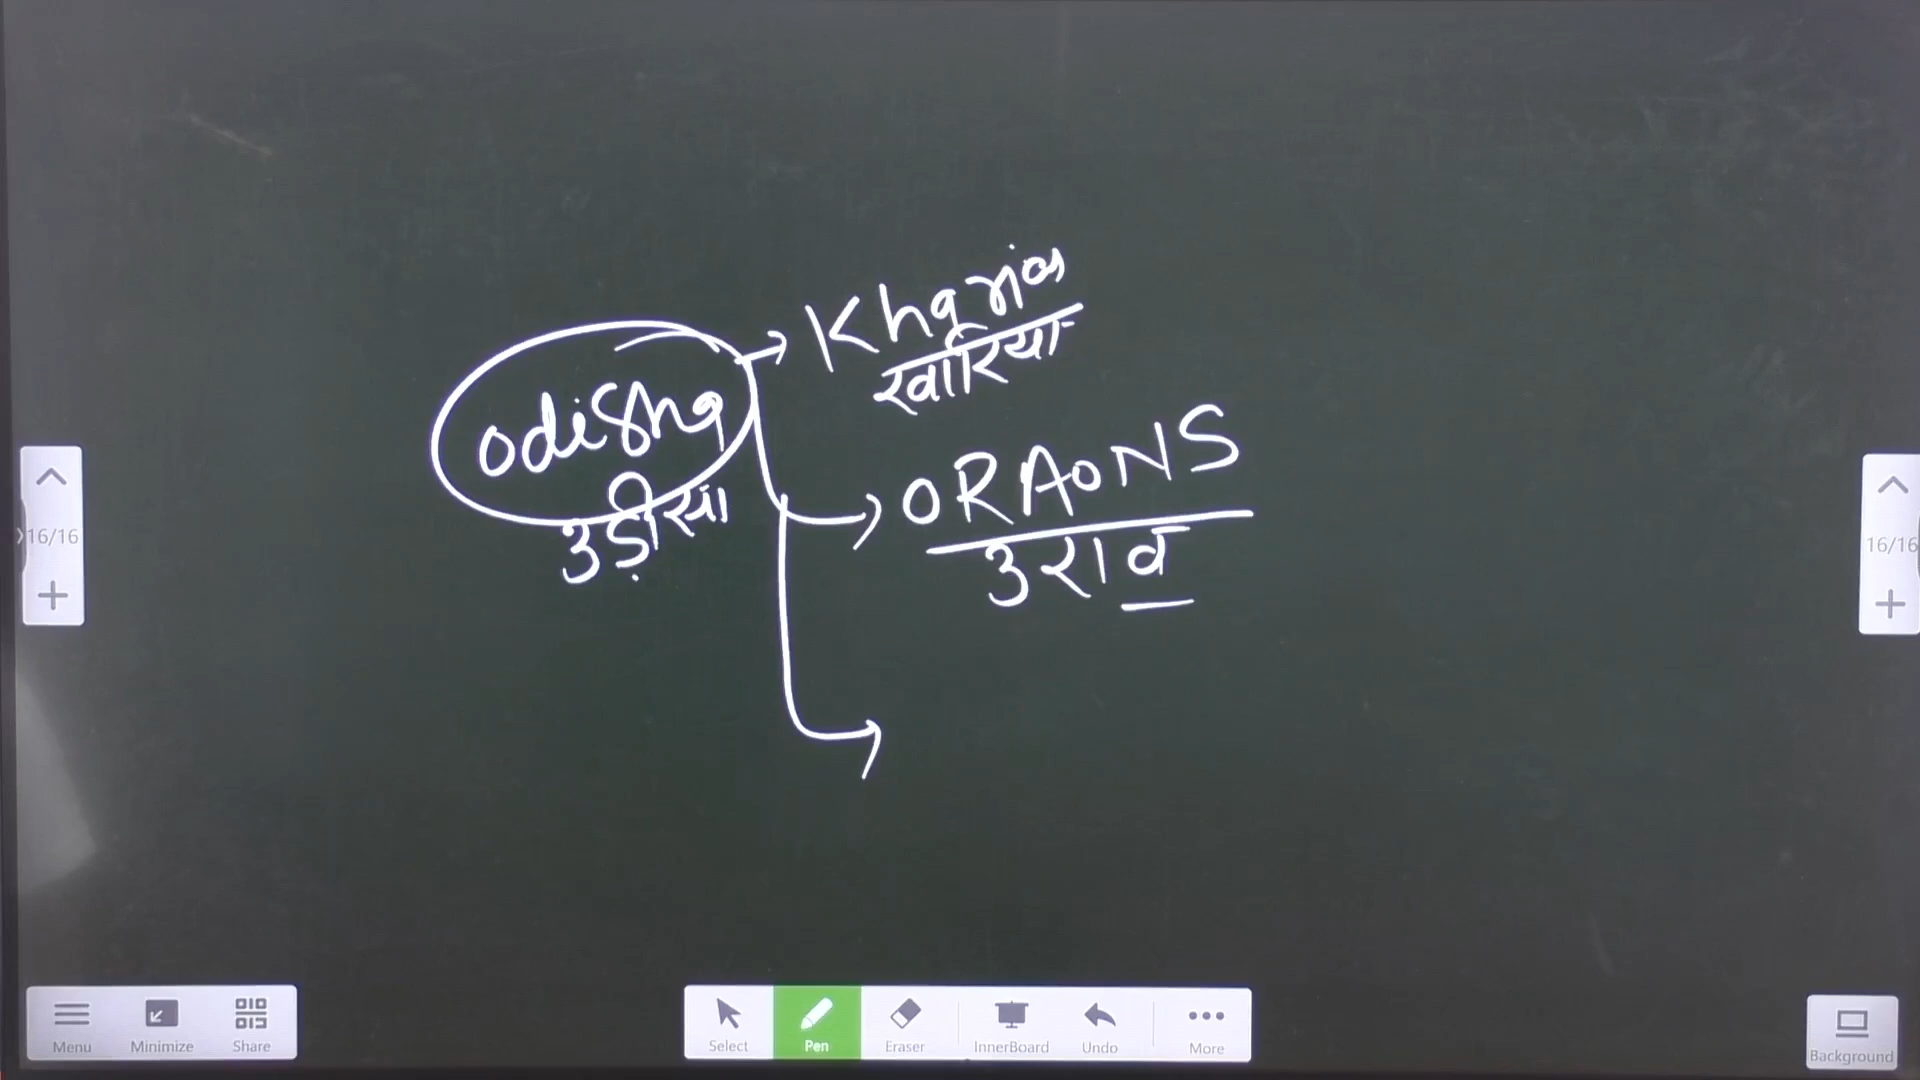 Kharia
खारिया
odisha
उड़ीसा
ORAONS
उराव
16/16
16/16
Menu
Minimize
Share
Select
Pen
Eraser
InnerBoard
Undo
More
Background